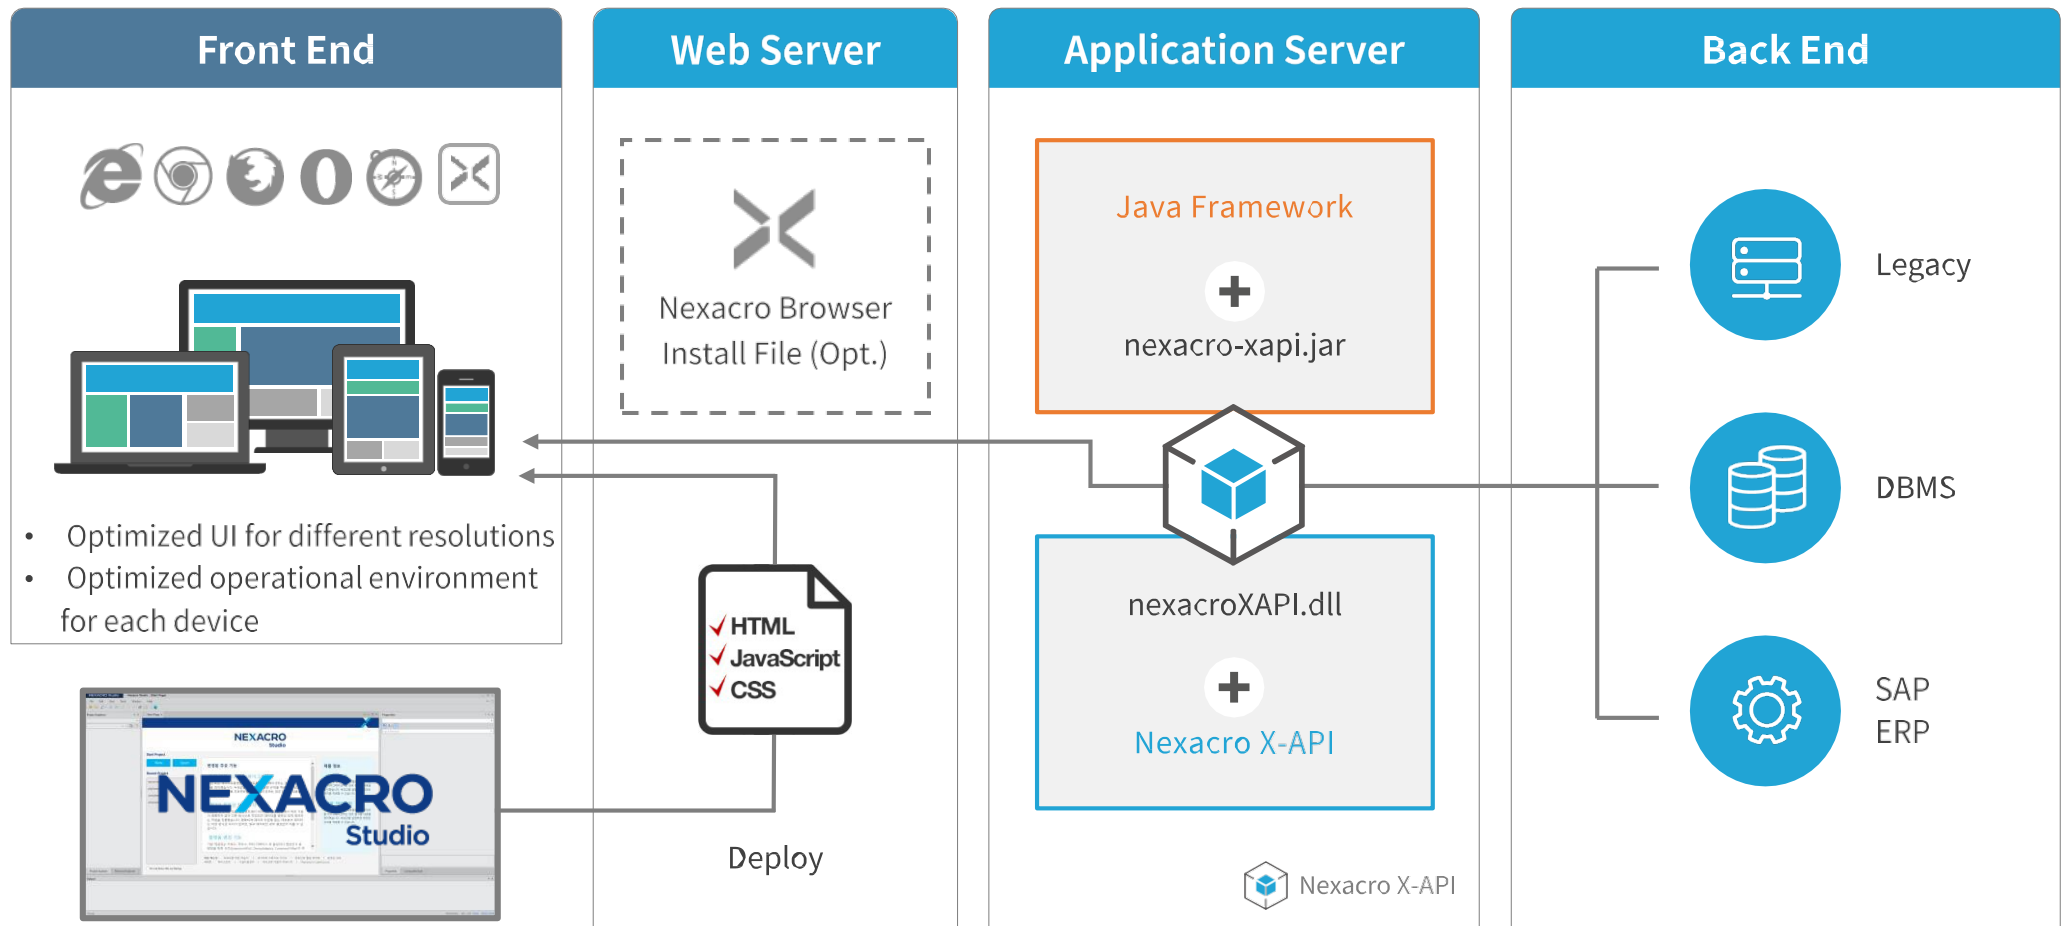 Front End
Optimized UI for different resolutions
Optimized operational environment
for each device
NEXACRO
Studio
NEXACRO
Studio
Web Server
Nexacro Browser
Install File (Opt.)
HTML
JavaScript
CSS
Deploy
Application Server
Java Framework
nexacro-xapi.jar
nexacroXAPI.dll
Nexacro X-API
Nexacro X-API
Back End
Legacy
DBMS
SAP
ERP